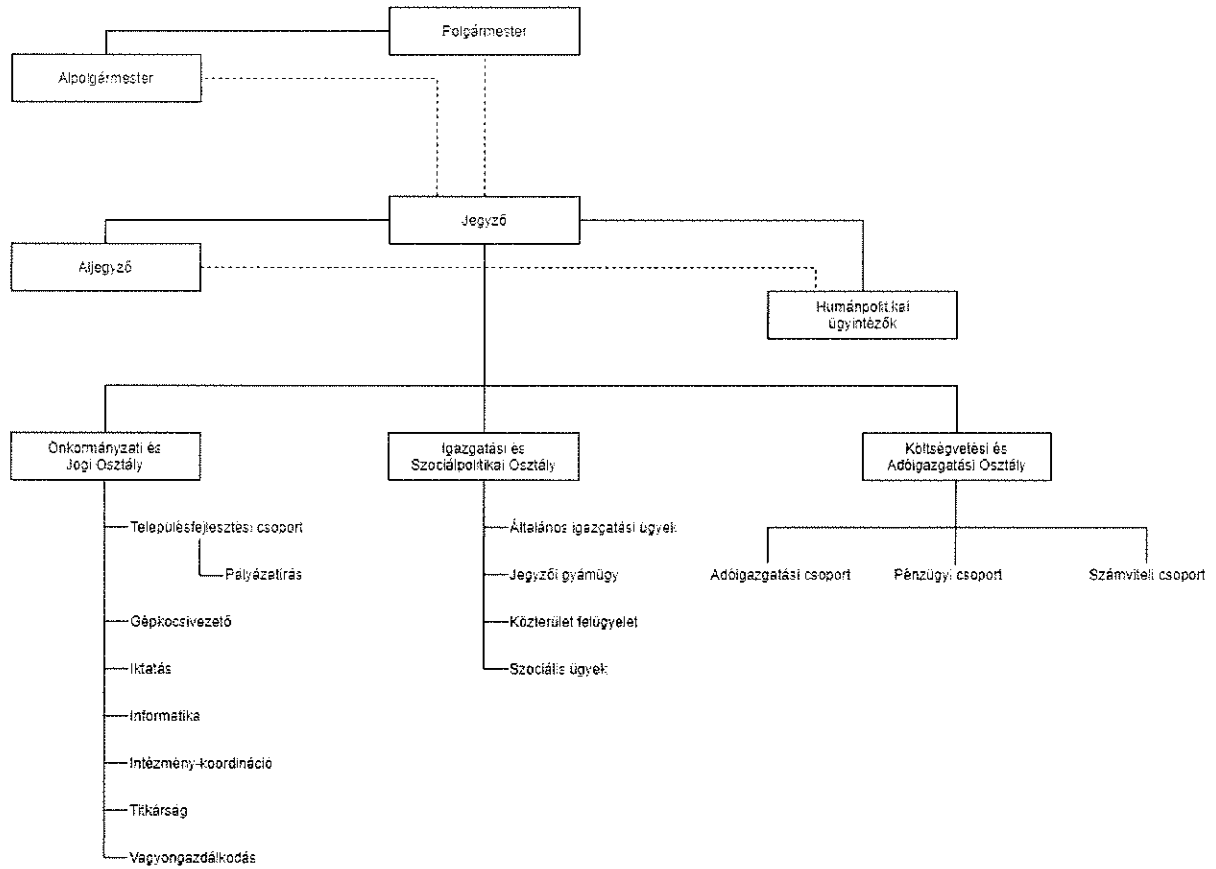 Polgármester
Alpolgármester
Jegyző
Aljegyző
Humánpolitikai
ügyintézők
Önkormányzati és
Jogi Osztály
Igazgatási és
Szociálpolitikai Osztály
Költségvetési és
Adóigazgatási Osztály
Településfejlesztési csoport
Pályázatírás
Gépkocsivezető
Iktatás
Informatika
Intézmény-koordináció
Titkárság
Vagyongazdálkodás
Általános igazgatási ügyek
Jegyzői gyámügy
Közterület felügyelet
Szociális ügyek
Adóigazgatási csoport
Pénzügyi csoport
Számviteli csoport